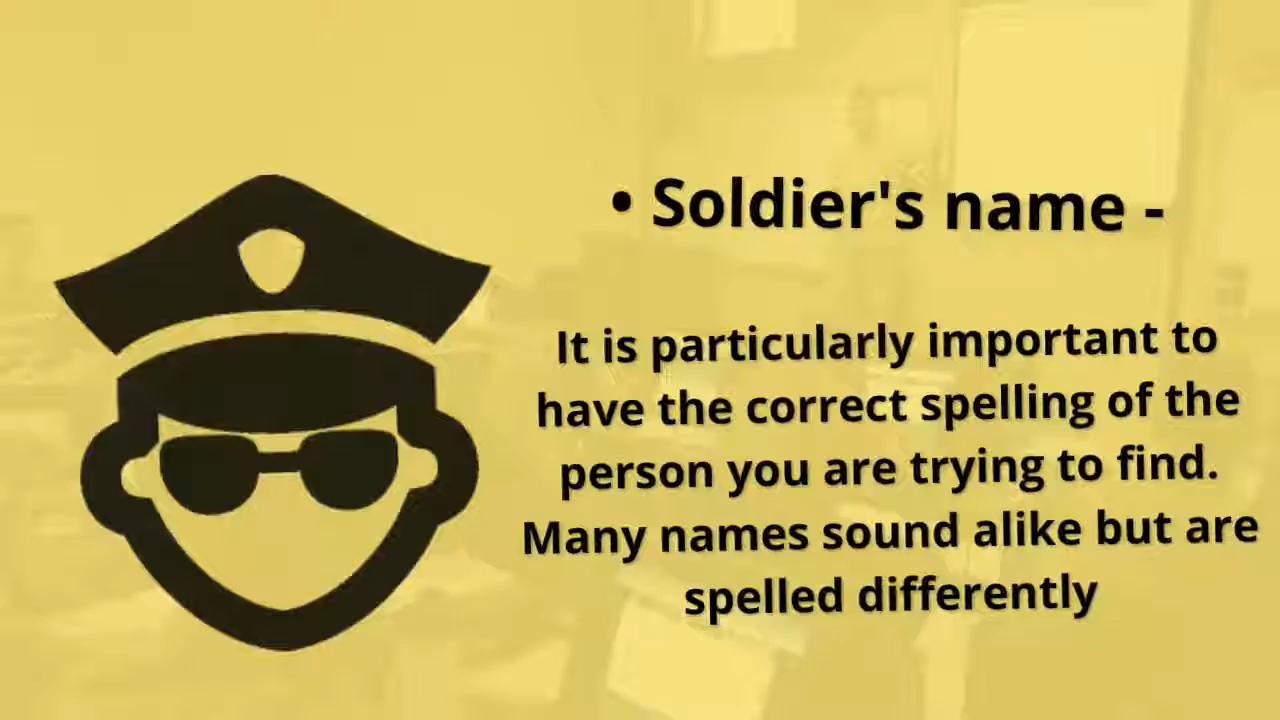 • Soldier's name -
It is particularly important to
have the correct spelling of the
person you are trying to find.
Many names sound alike but are
spelled differently